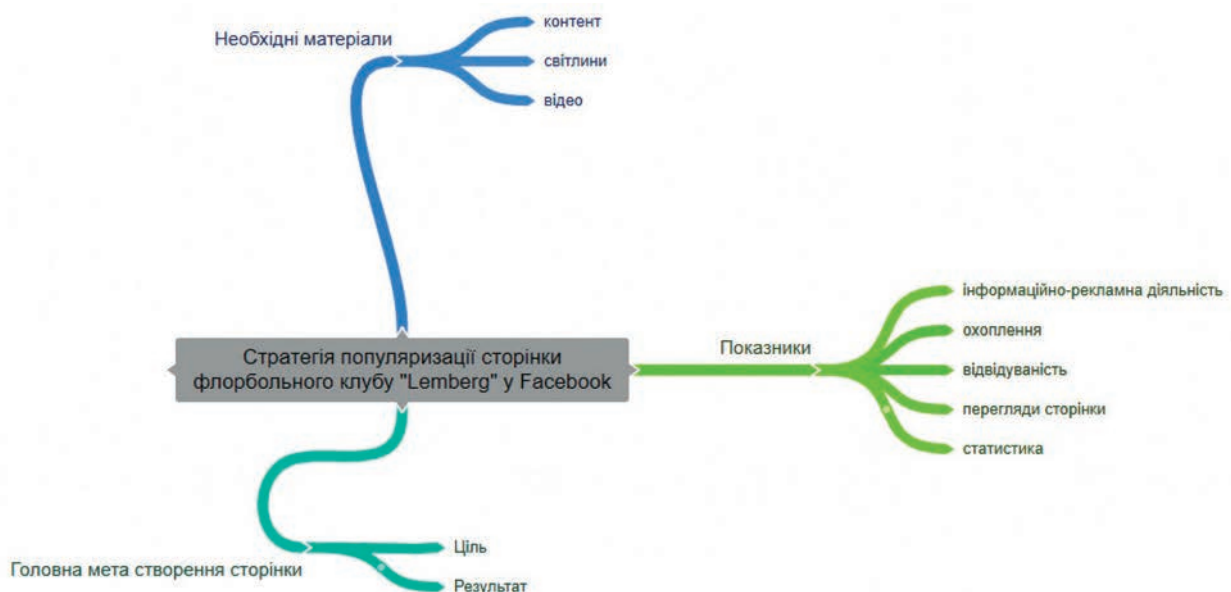 Необхідні матеріали
контент
світлини
відео
Стратегія популяризації сторінки
флорбольного клубу "Lemberg" у Facebook
Показники
інформаційно-рекламна діяльність
охоплення
відвідуваність
перегляди сторінки
статистика
Головна мета створення сторінки
Ціль
Результат